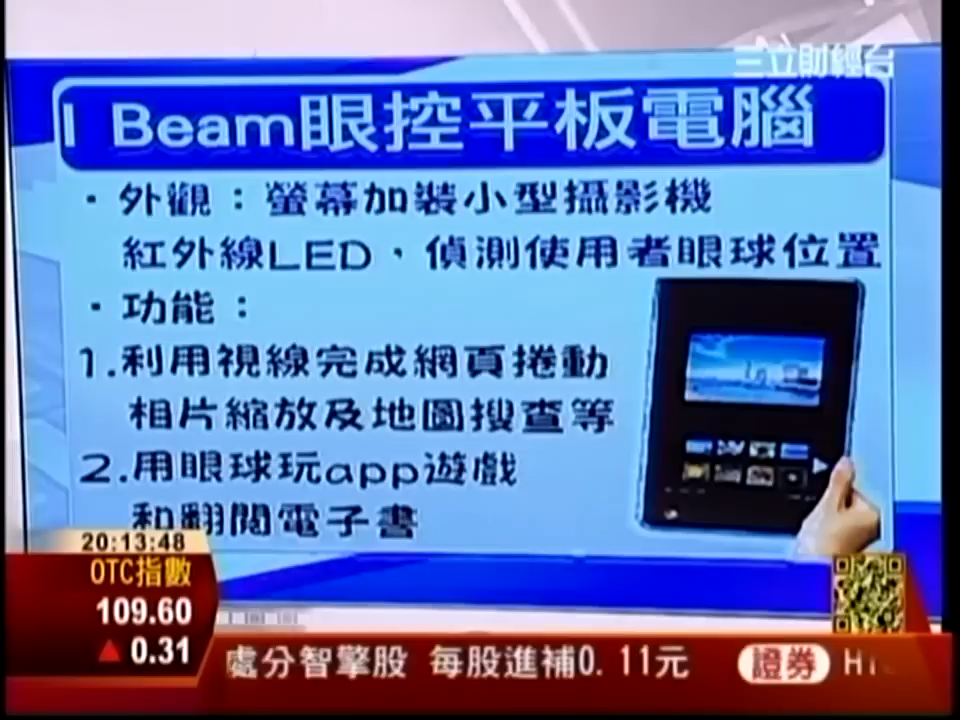 三立財經台
I Beam眼控平板電腦
・外觀：螢幕加裝小型攝影機
紅外線LED、偵測使用者眼球位置
・功能：
1.利用視線完成網頁捲動
相片縮放及地圖搜查等
2.用眼球玩app遊戲
和翻閱電子書
20:13:48
OTC指數
109.60
▲0.31
處分智擎股 每股進補0.11元 證券 HT